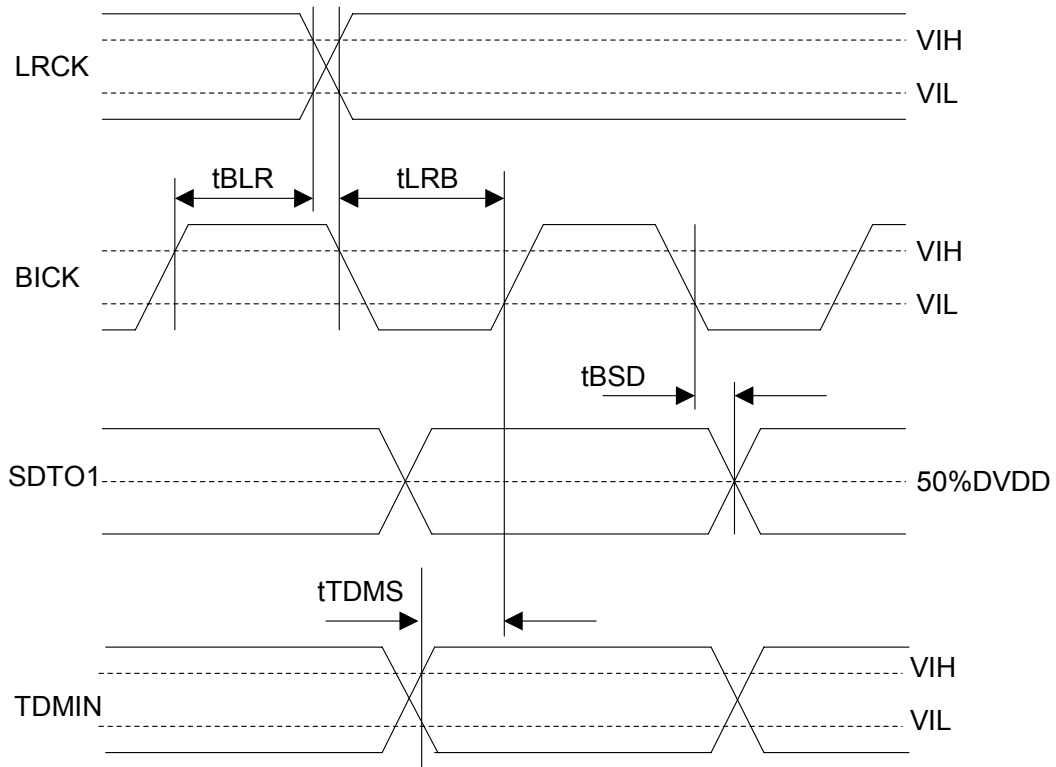 LRCK
VIH
VIL
tBLR
tLRB
BICK
VIH
VIL
tBSD
SDTO1
50%DVDD
tTDMS
TDMIN
VIH
VIL